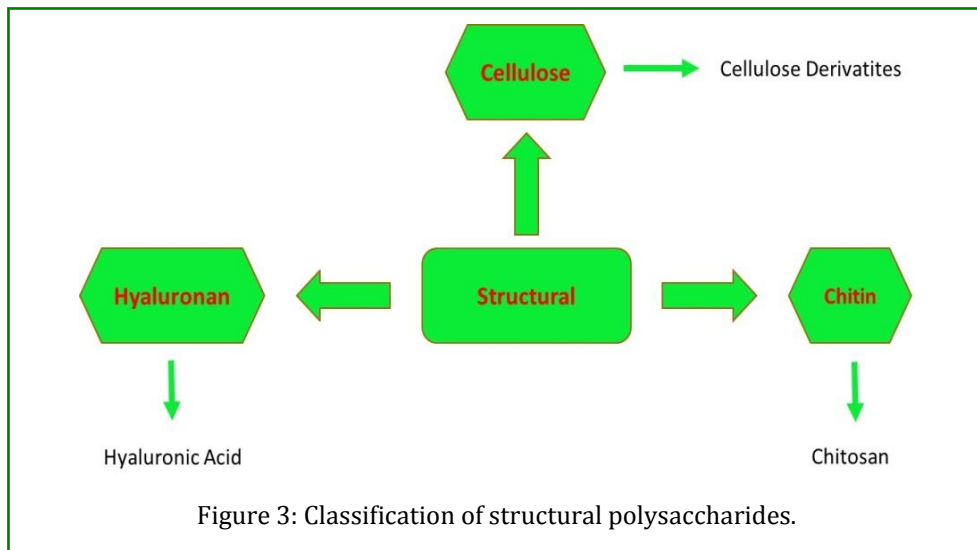 Cellulose
Cellulose Derivatites
Hyaluronan
Structural
Chitin
Hyaluronic Acid
Chitosan
Figure 3: Classification of structural polysaccharides.